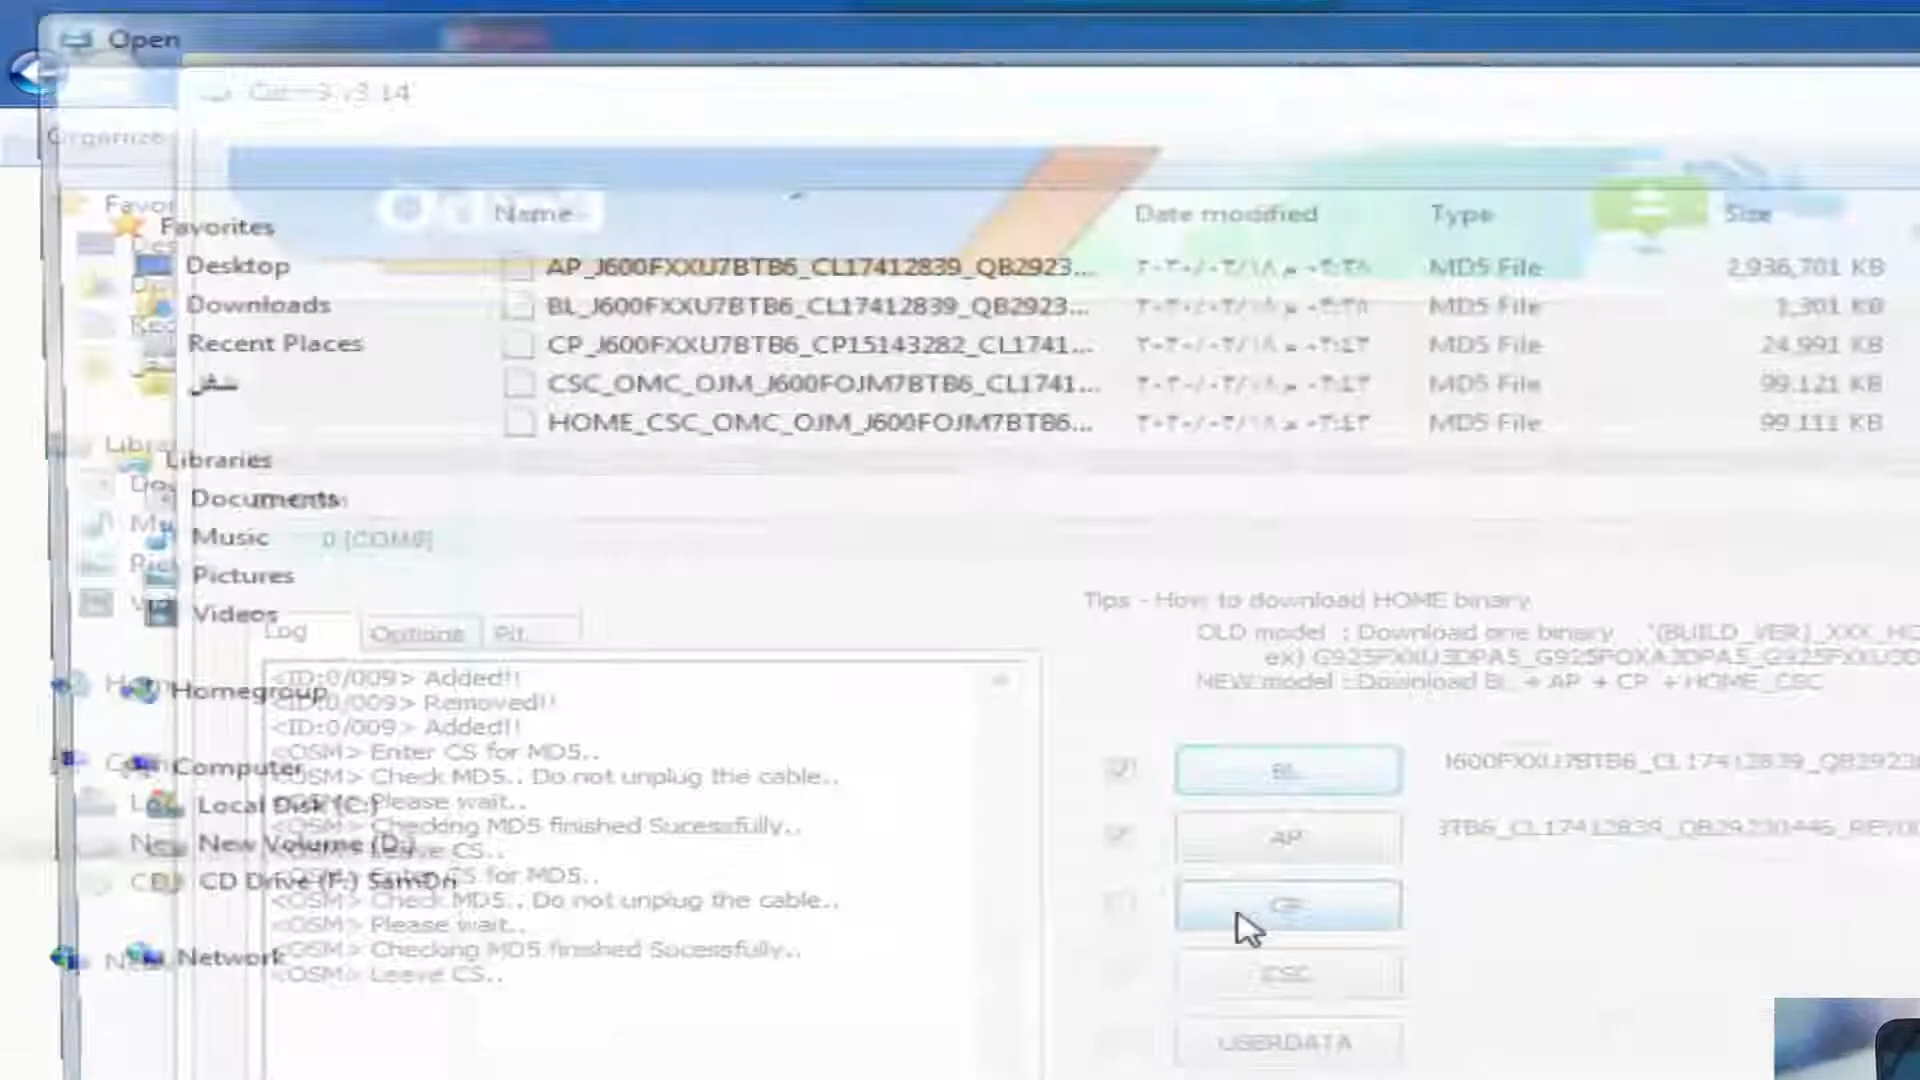 Open
v3.14
Organize
Name
Date modified
Type
Size
Favorites
Desktop
Downloads
Recent Places
AP_J600FXXU7BTB6_CL17412839_QB2923...
MD5 File
2,936,701 KB
BL_J600FXXU7BTB6_CL17412839_QB2923...
MD5 File
1,301 KB
CP_J600FXXU7BTB6_CP15143282_CL1741...
MD5 File
24,991 KB
CSC_OMC_OJM_J600FOJM7BTB6_CL1741...
MD5 File
99,121 KB
HOME_CSC_OMC_OJM_J600FOJM7BTB6...
MD5 File
99,111 KB
Libraries
Documents
Music
Pictures
Videos
Homegroup
Computer
Local Disk (C:)
New Volume (D:)
CD Drive (F:) SamDri
Network
Log
Options
Pit
<ID:0/009> Added!!
<ID:0/009> Removed!!
<ID:0/009> Added!!
<OSM> Enter CS for MD5..
<OSM> Check MD5.. Do not unplug the cable..
<OSM> Please wait..
<OSM> Checking MD5 finished Sucessfully..
<OSM> Leave CS..
<OSM> Enter CS for MD5..
<OSM> Check MD5.. Do not unplug the cable..
<OSM> Please wait..
<OSM> Checking MD5 finished Sucessfully..
<OSM> Leave CS..
Tips - How to download HOME binary
OLD model : Download one binary
NEW model : Download BL + AP + CP + HOME_CSC
BL
AP
CP
CSC
USERDATA